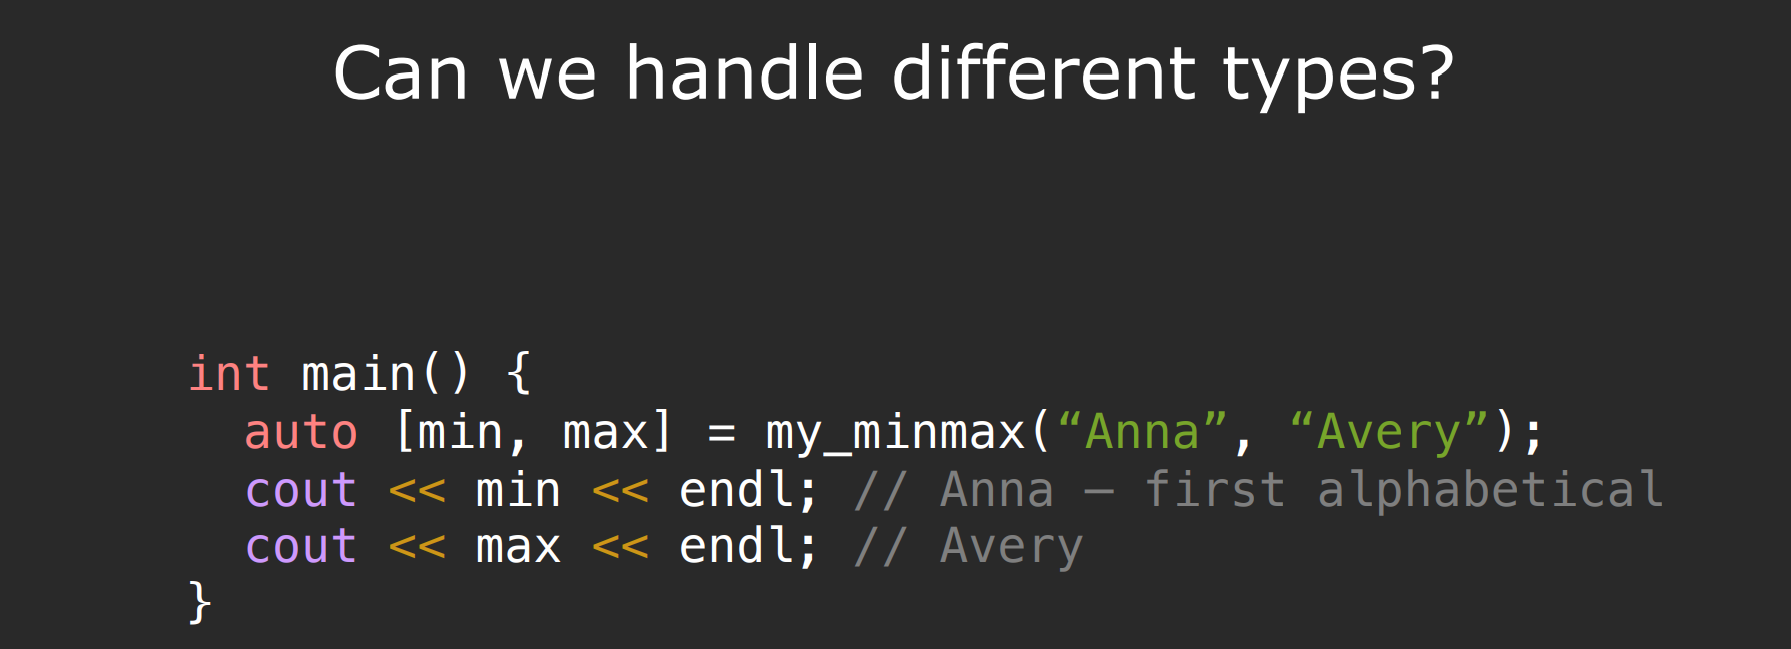 Can we handle different types?
int main() {
  auto [min, max] = my_minmax(“Anna”, “Avery”);
  cout << min << endl; // Anna – first alphabetical
  cout << max << endl; // Avery
}